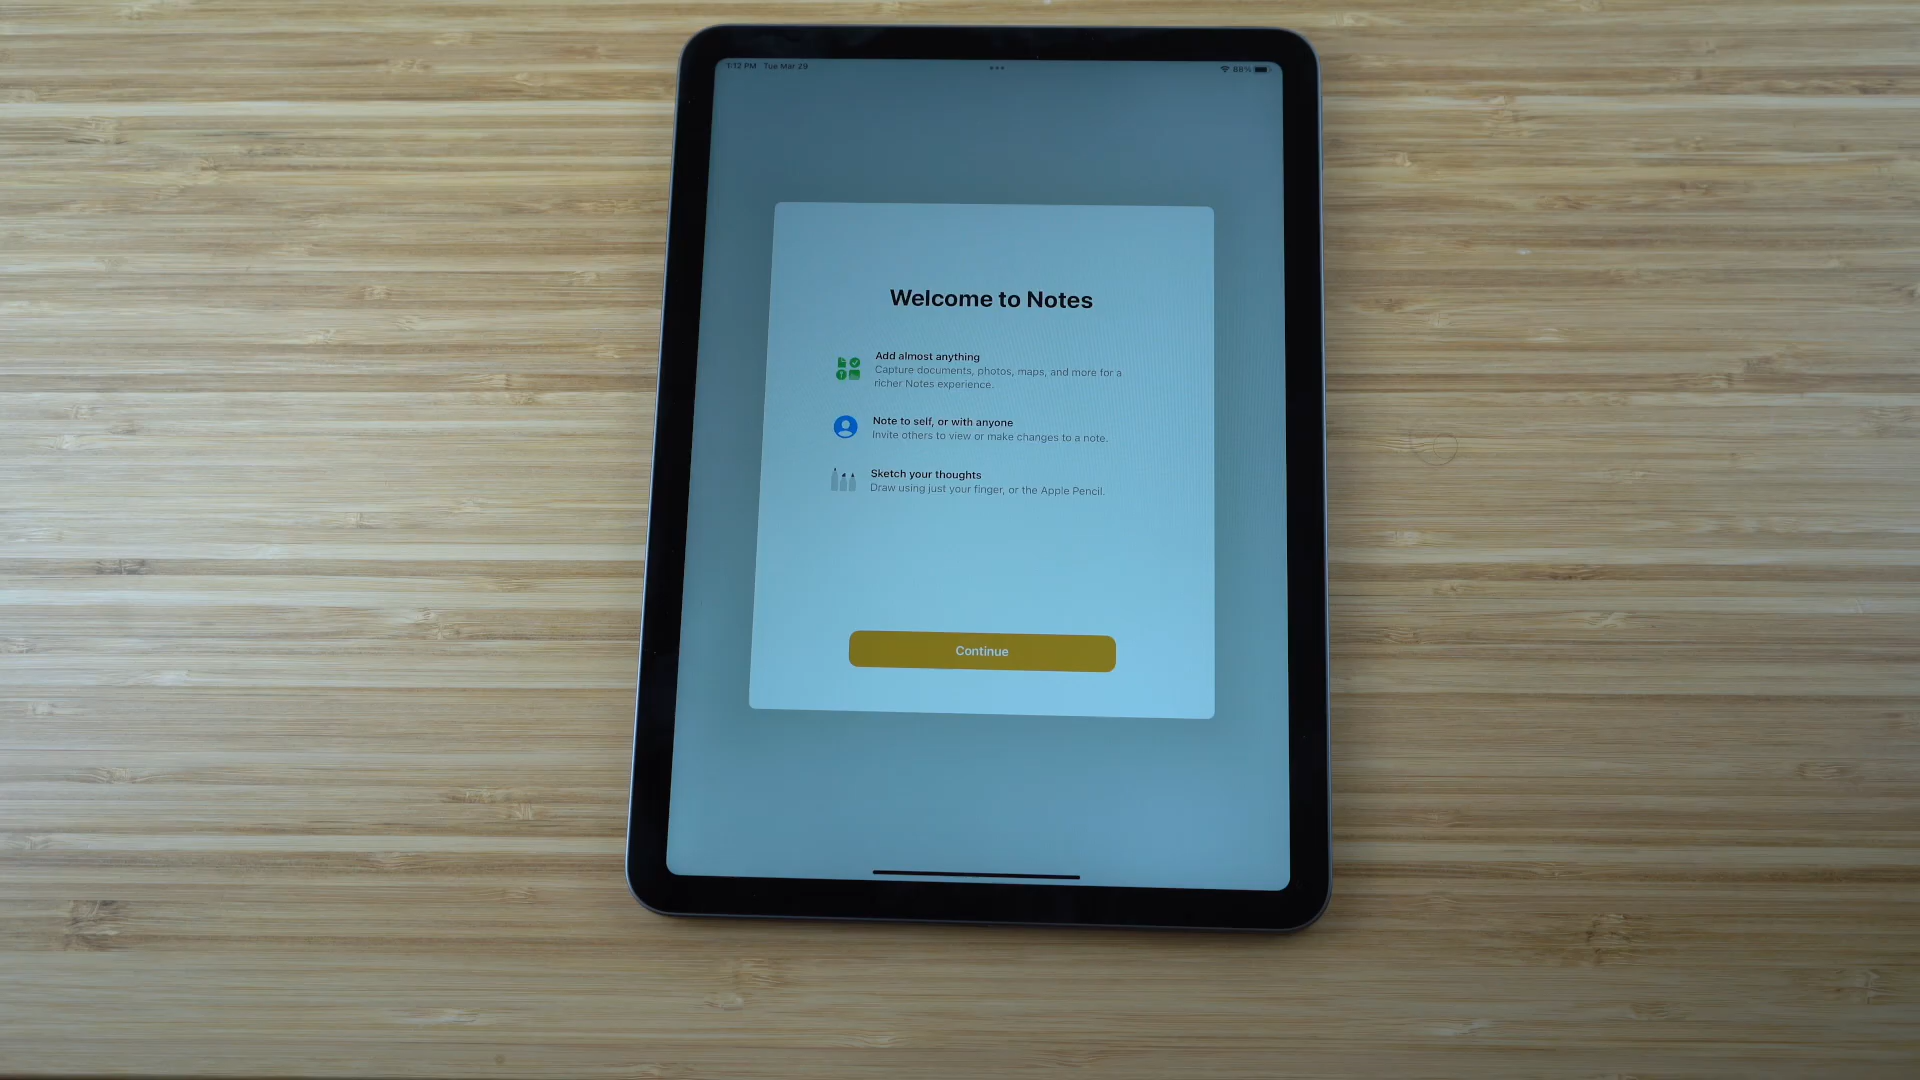 1:12 PM Tue Mar 29
88%
Welcome to Notes
Add almost anything
Capture documents, photos, maps, and more for a
richer Notes experience.
Note to self, or with anyone
Invite others to view or make changes to a note.
Sketch your thoughts
Draw using just your finger, or the Apple Pencil.
Continue